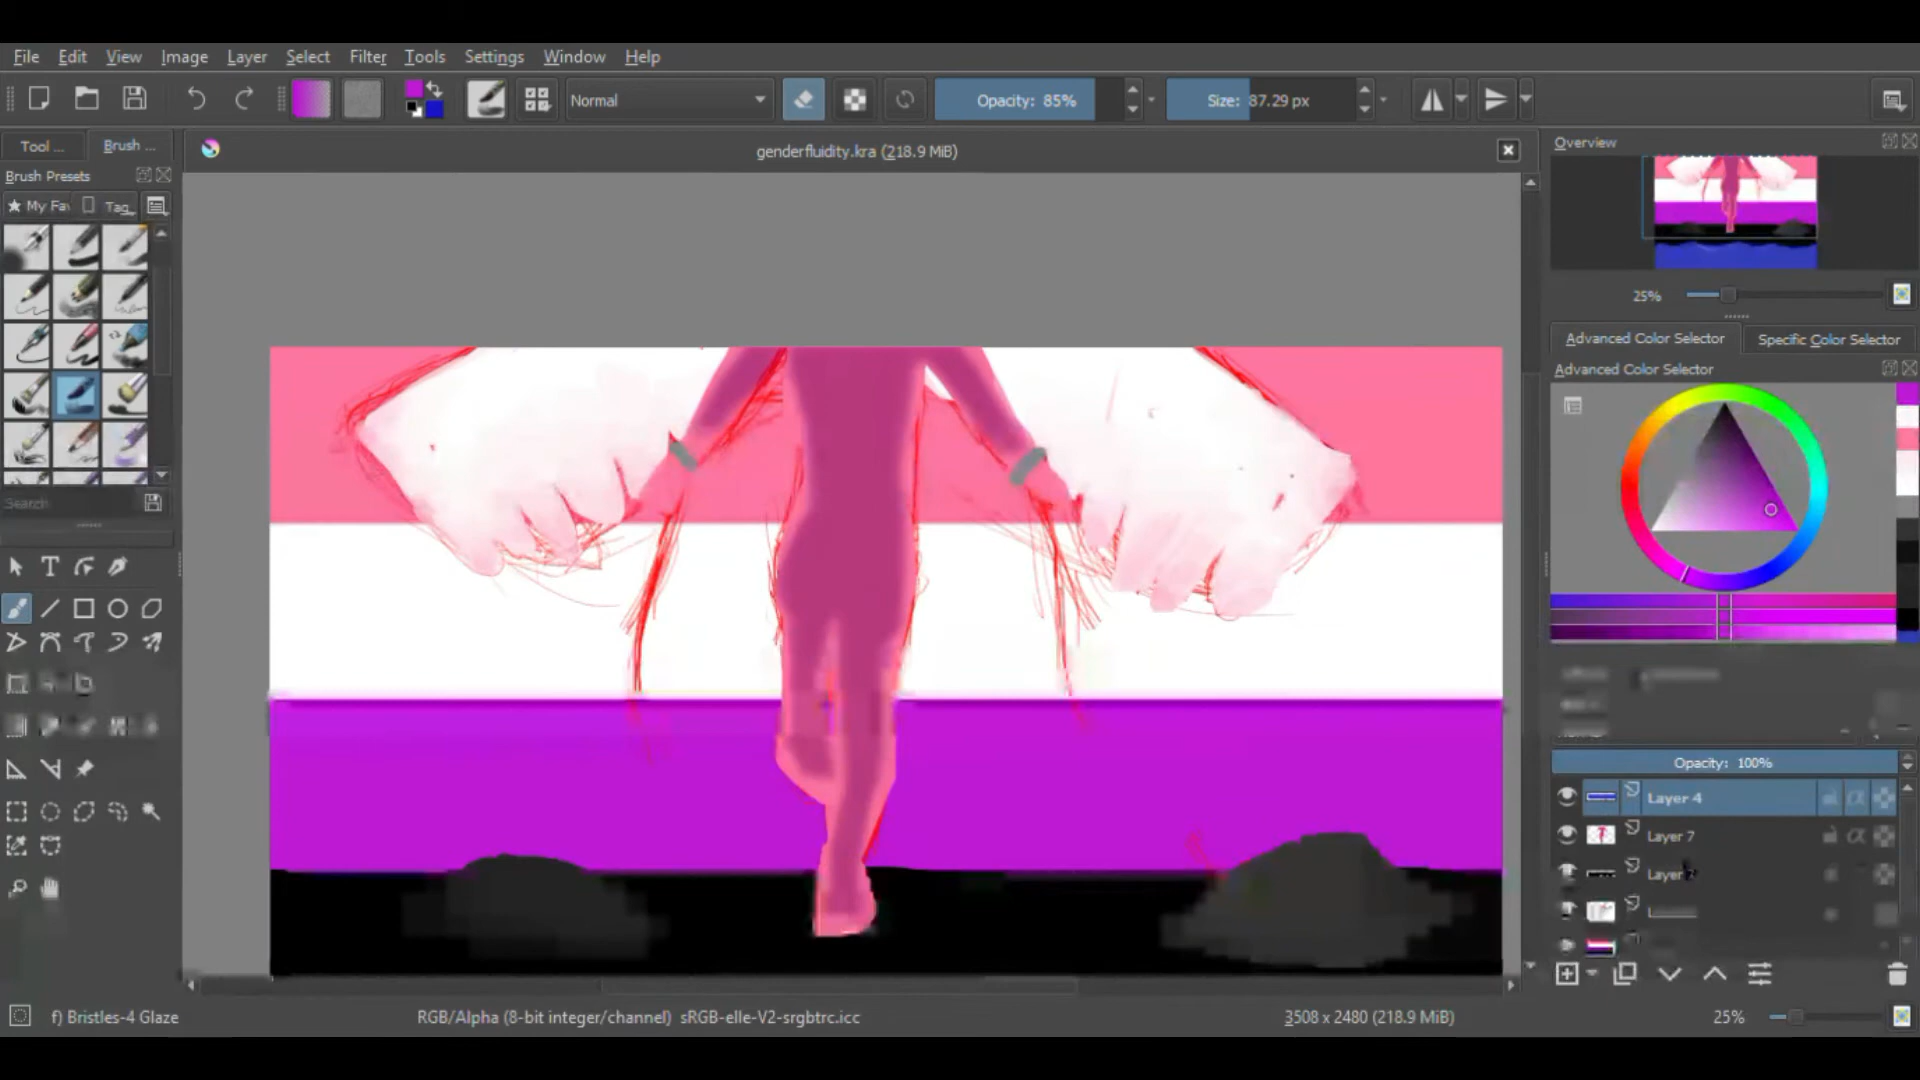 File Edit View Image Layer Select Filter Tools Settings Window Help
Normal Opacity: 85% Size: 87.29 px
Tool ... Brush ... genderfluidity.kra (218.9 MiB) Overview
Brush Presets
My Fa Tag
25%
Advanced Color Selector Specific Color Selector
Advanced Color Selector
Search
Opacity: 100%
Layer 4
Layer 7
Layer
f) Bristles-4 Glaze RGB/Alpha (8-bit integer/channel) sRGB-elle-V2-srgbtrc.icc 3508 x 2480 (218.9 MiB) 25%